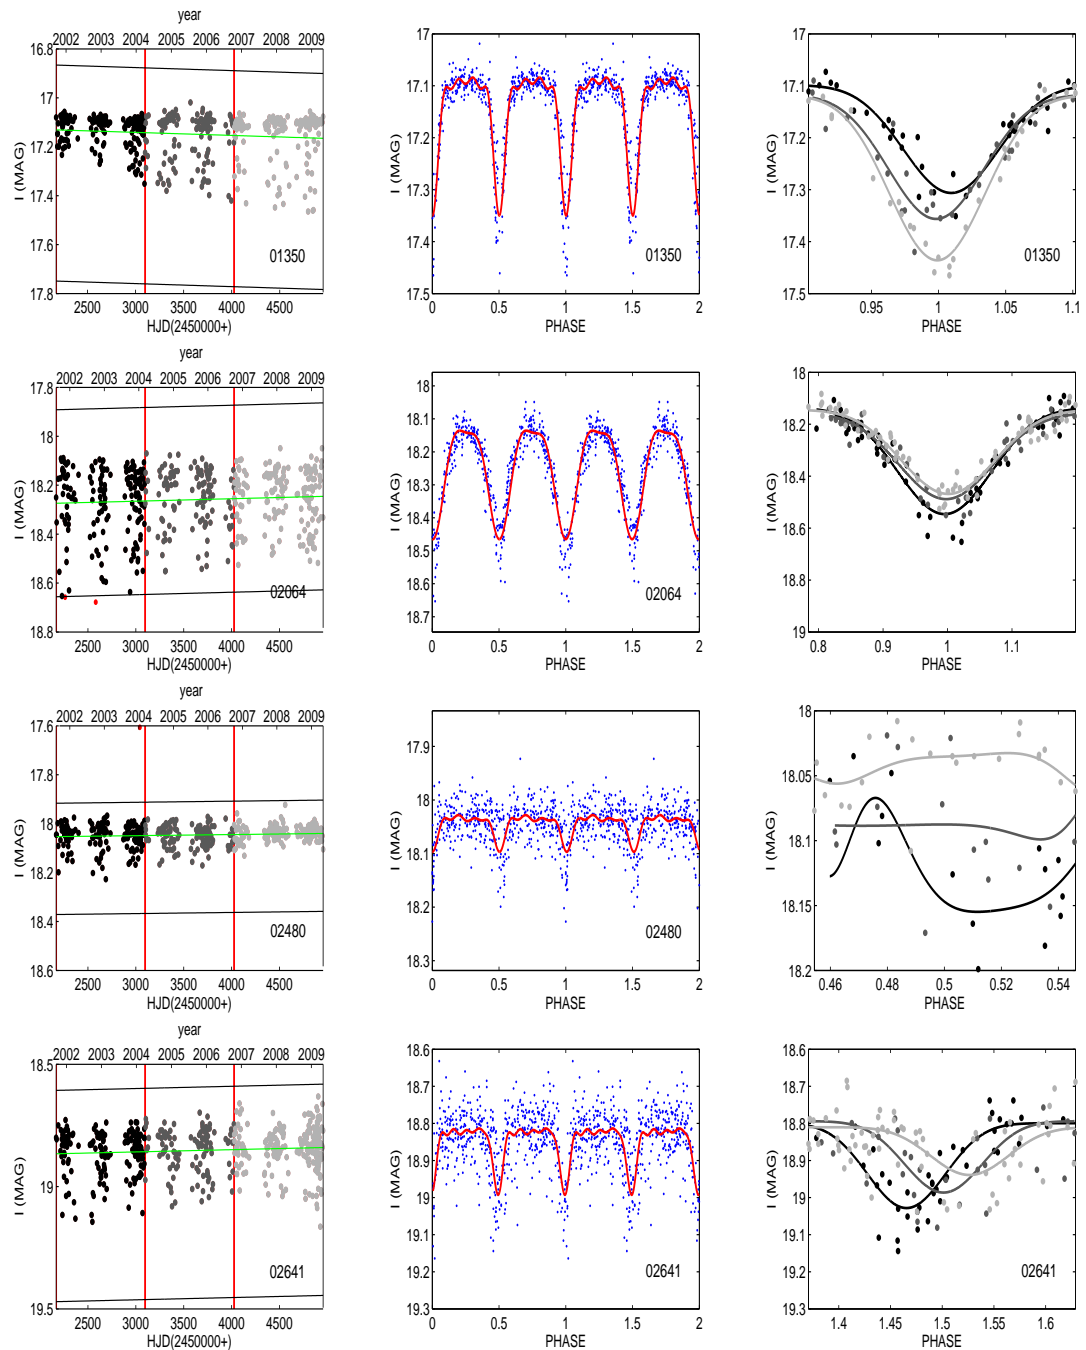 year
2002 2003 2004 2005 2006 2007 2008 2009
16.8
17
17.2
17.4
17.6
17.8
I (MAG)
01350
2500 3000 3500 4000 4500
HJD(2450000+)
17
17.1
17.2
17.3
17.4
17.5
I (MAG)
01350
0 0.5 1 1.5 2
PHASE
17
17.1
17.2
17.3
17.4
17.5
I (MAG)
01350
0.95 1 1.05 1.1
PHASE
year
2002 2003 2004 2005 2006 2007 2008 2009
17.8
18
18.2
18.4
18.6
18.8
I (MAG)
02064
2500 3000 3500 4000 4500
HJD(2450000+)
18
18.1
18.2
18.3
18.4
18.5
18.6
18.7
I (MAG)
02064
0 0.5 1 1.5 2
PHASE
18
18.2
18.4
18.6
18.8
19
I (MAG)
0.8 0.9 1 1.1
PHASE
year
2002 2003 2004 2005 2006 2007 2008 2009
17.6
17.8
18
18.2
18.4
18.6
I (MAG)
02480
2500 3000 3500 4000 4500
HJD(2450000+)
17.9
18
18.1
18.2
18.3
I (MAG)
02480
0 0.5 1 1.5 2
PHASE
18
18.05
18.1
18.15
18.2
I (MAG)
0.46 0.48 0.5 0.52 0.54
PHASE
year
2002 2003 2004 2005 2006 2007 2008 2009
18.5
19
19.5
I (MAG)
02641
2500 3000 3500 4000 4500
HJD(2450000+)
18.6
18.7
18.8
18.9
19
19.1
19.2
19.3
I (MAG)
02641
0 0.5 1 1.5 2
PHASE
18.6
18.7
18.8
18.9
19
19.1
19.2
19.3
I (MAG)
02641
1.4 1.45 1.5 1.55 1.6
PHASE